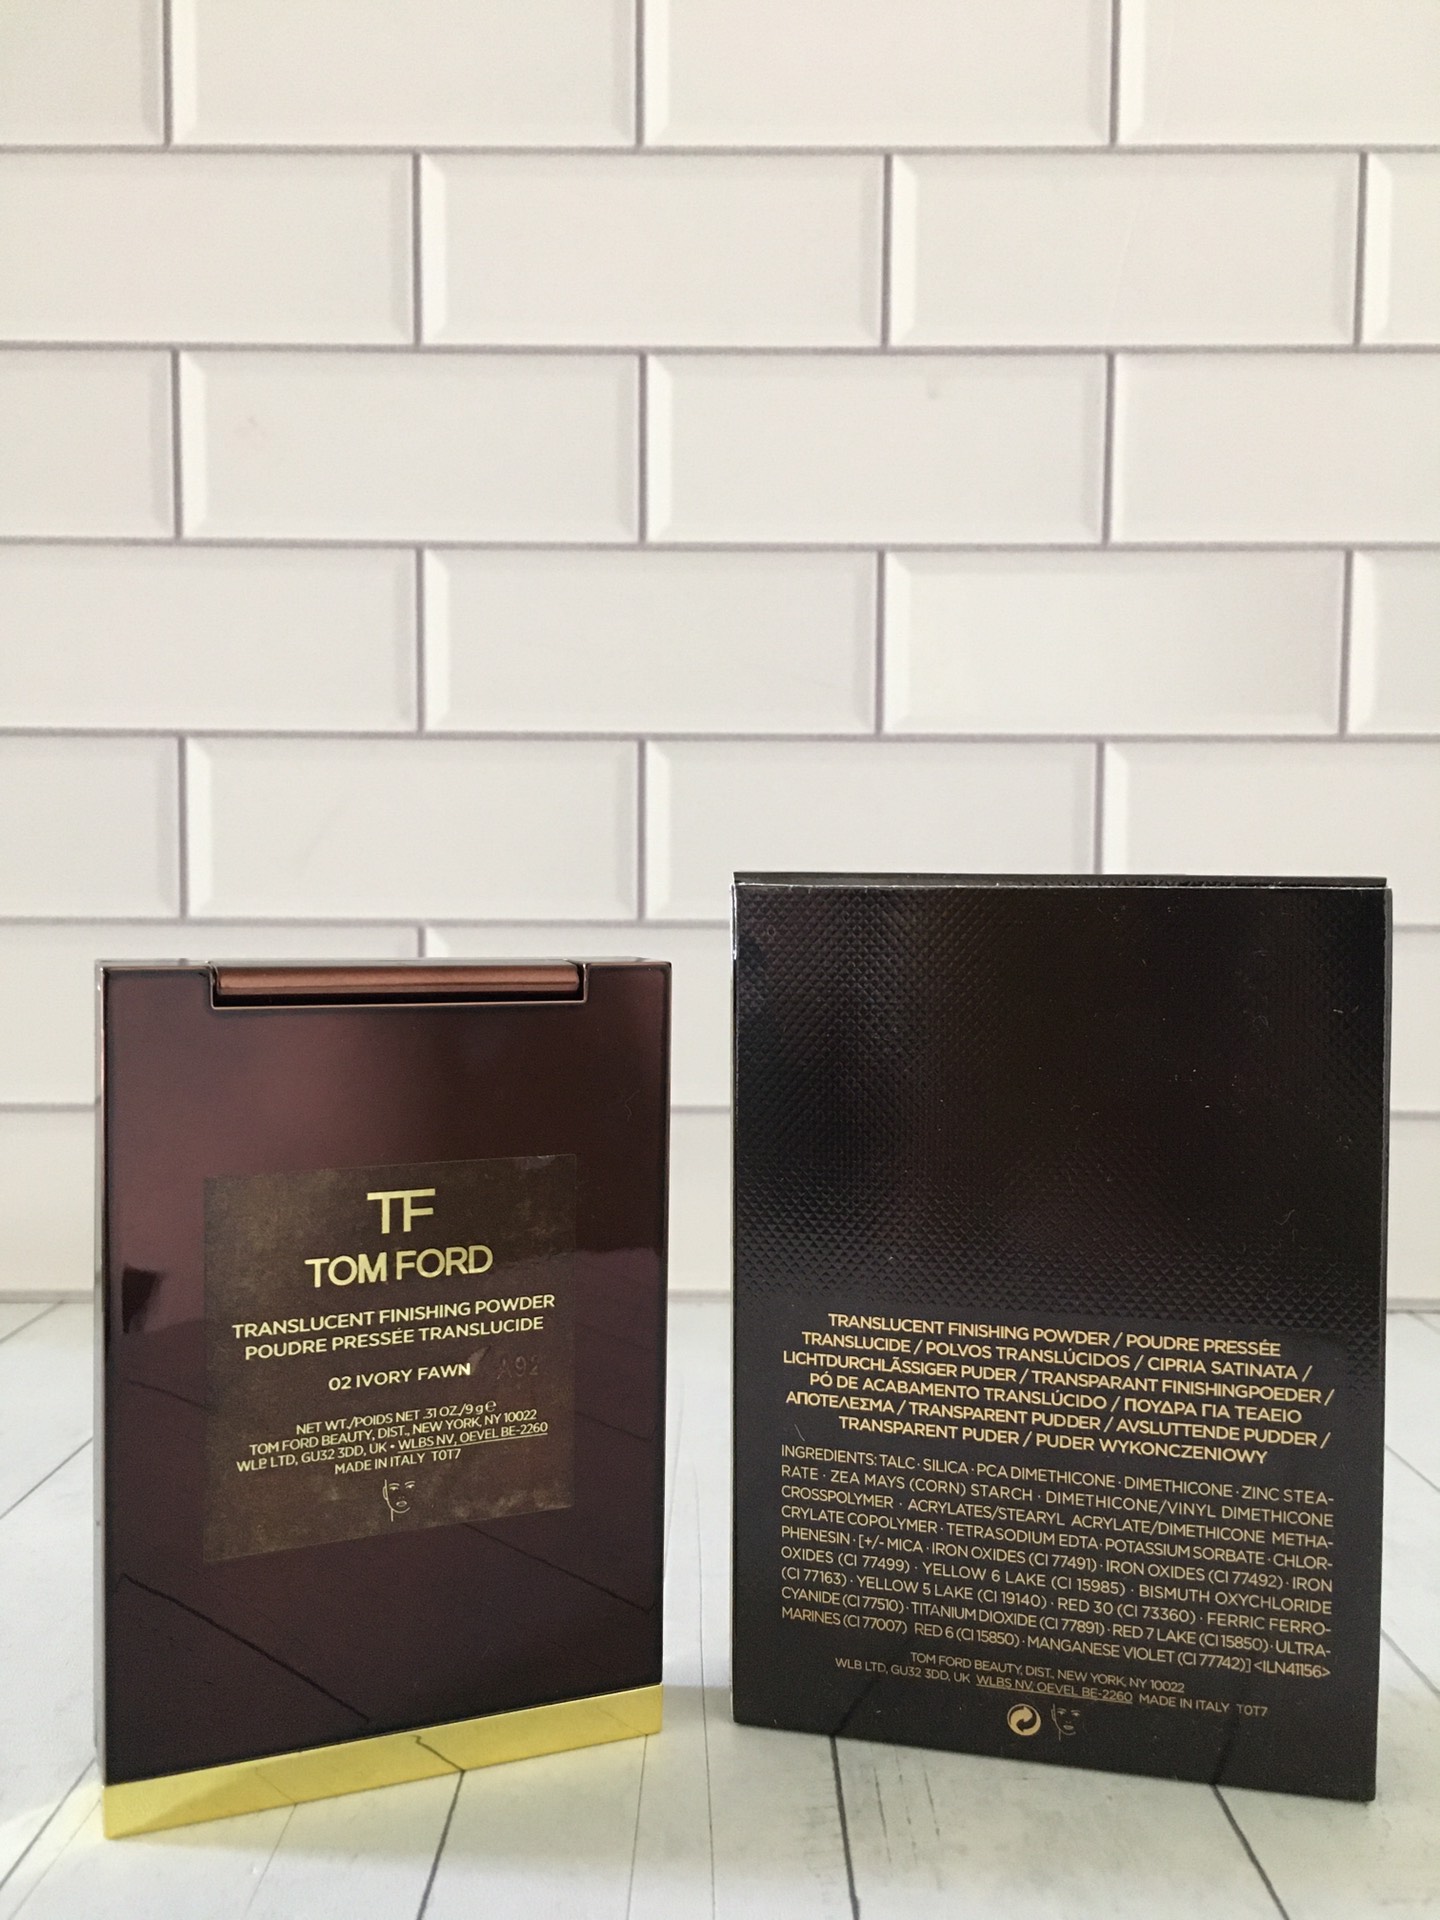 TF
TOM FORD
TRANSLUCENT FINISHING POWDER
POUDRE PRESSÉE TRANSLUCIDE
02 IVORY FAWN A92
NET WT./POIDS NET .31 OZ./9 g ℮
TOM FORD BEAUTY, DIST., NEW YORK, NY 10022
WLB LTD, GU32 3DD, UK • WLBS NV, OEVEL BE-2260
MADE IN ITALY T0T7
TRANSLUCENT FINISHING POWDER / POUDRE PRESSÉE
TRANSLUCIDE / POLVOS TRANSLÚCIDOS / CIPRIA SATINATA /
LICHTDURCHLÄSSIGER PUDER / TRANSPARANT FINISHINGPOEDER /
PÓ DE ACABAMENTO TRANSLÚCIDO / ΠΟΥΔΡΑ ΓΙΑ ΤΕΛΕΙΟ
ΑΠΟΤΕΛΕΣΜΑ / TRANSPARENT PUDDER / AVSLUTTENDE PUDDER /
TRANSPARENT PUDER / PUDER WYKONCZENIOWY
INGREDIENTS: TALC · SILICA · PCA DIMETHICONE · DIMETHICONE · ZINC STEA-
RATE · ZEA MAYS (CORN) STARCH · DIMETHICONE/VINYL DIMETHICONE
CROSSPOLYMER · ACRYLATES/STEARYL ACRYLATE/DIMETHICONE METHA-
CRYLATE COPOLYMER · TETRASODIUM EDTA · POTASSIUM SORBATE · CHLOR-
PHENESIN · [+/- MICA · IRON OXIDES (CI 77491) · IRON OXIDES (CI 77492) · IRON
OXIDES (CI 77499) · YELLOW 6 LAKE (CI 15985) · BISMUTH OXYCHLORIDE
(CI 77163) · YELLOW 5 LAKE (CI 19140) · RED 30 (CI 73360) · FERRIC FERRO-
CYANIDE (CI 77510) · TITANIUM DIOXIDE (CI 77891) · RED 7 LAKE (CI 15850) · ULTRA-
MARINES (CI 77007) RED 6 (CI 15850) · MANGANESE VIOLET (CI 77742)] <ILN41156>
TOM FORD BEAUTY, DIST., NEW YORK, NY 10022
WLB LTD, GU32 3DD, UK WLBS NV, OEVEL BE-2260 MADE IN ITALY T0T7